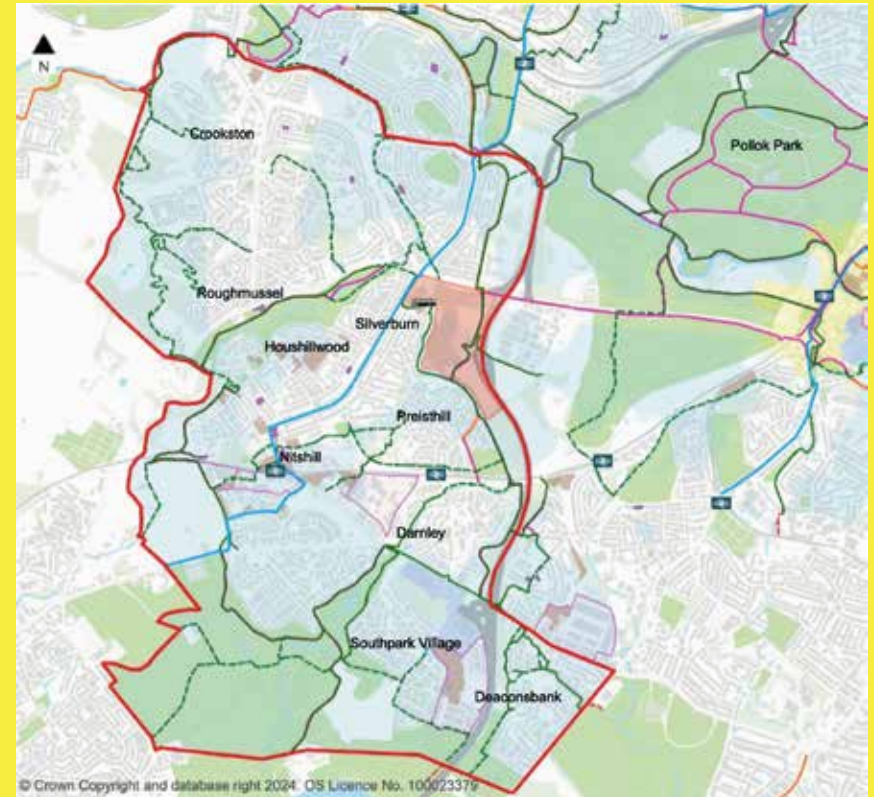 N
Crookston
Pollok Park
Roughmussel
Silverburn
Houshillwood
Preisthill
Nitshill
Darnley
Southpark Village
Deaconsbank
© Crown Copyright and database right 2024. OS Licence No. 100023379